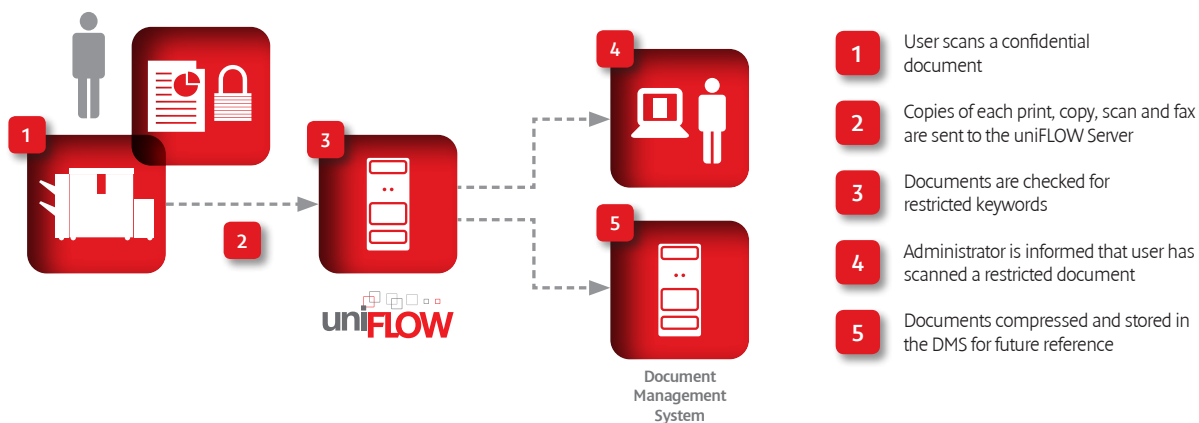 1
2
3
uniFLOW
4
5
Document
Management
System
1
User scans a confidential
document
2
Copies of each print, copy, scan and fax
are sent to the uniFLOW Server
3
Documents are checked for
restricted keywords
4
Administrator is informed that user has
scanned a restricted document
5
Documents compressed and stored in
the DMS for future reference